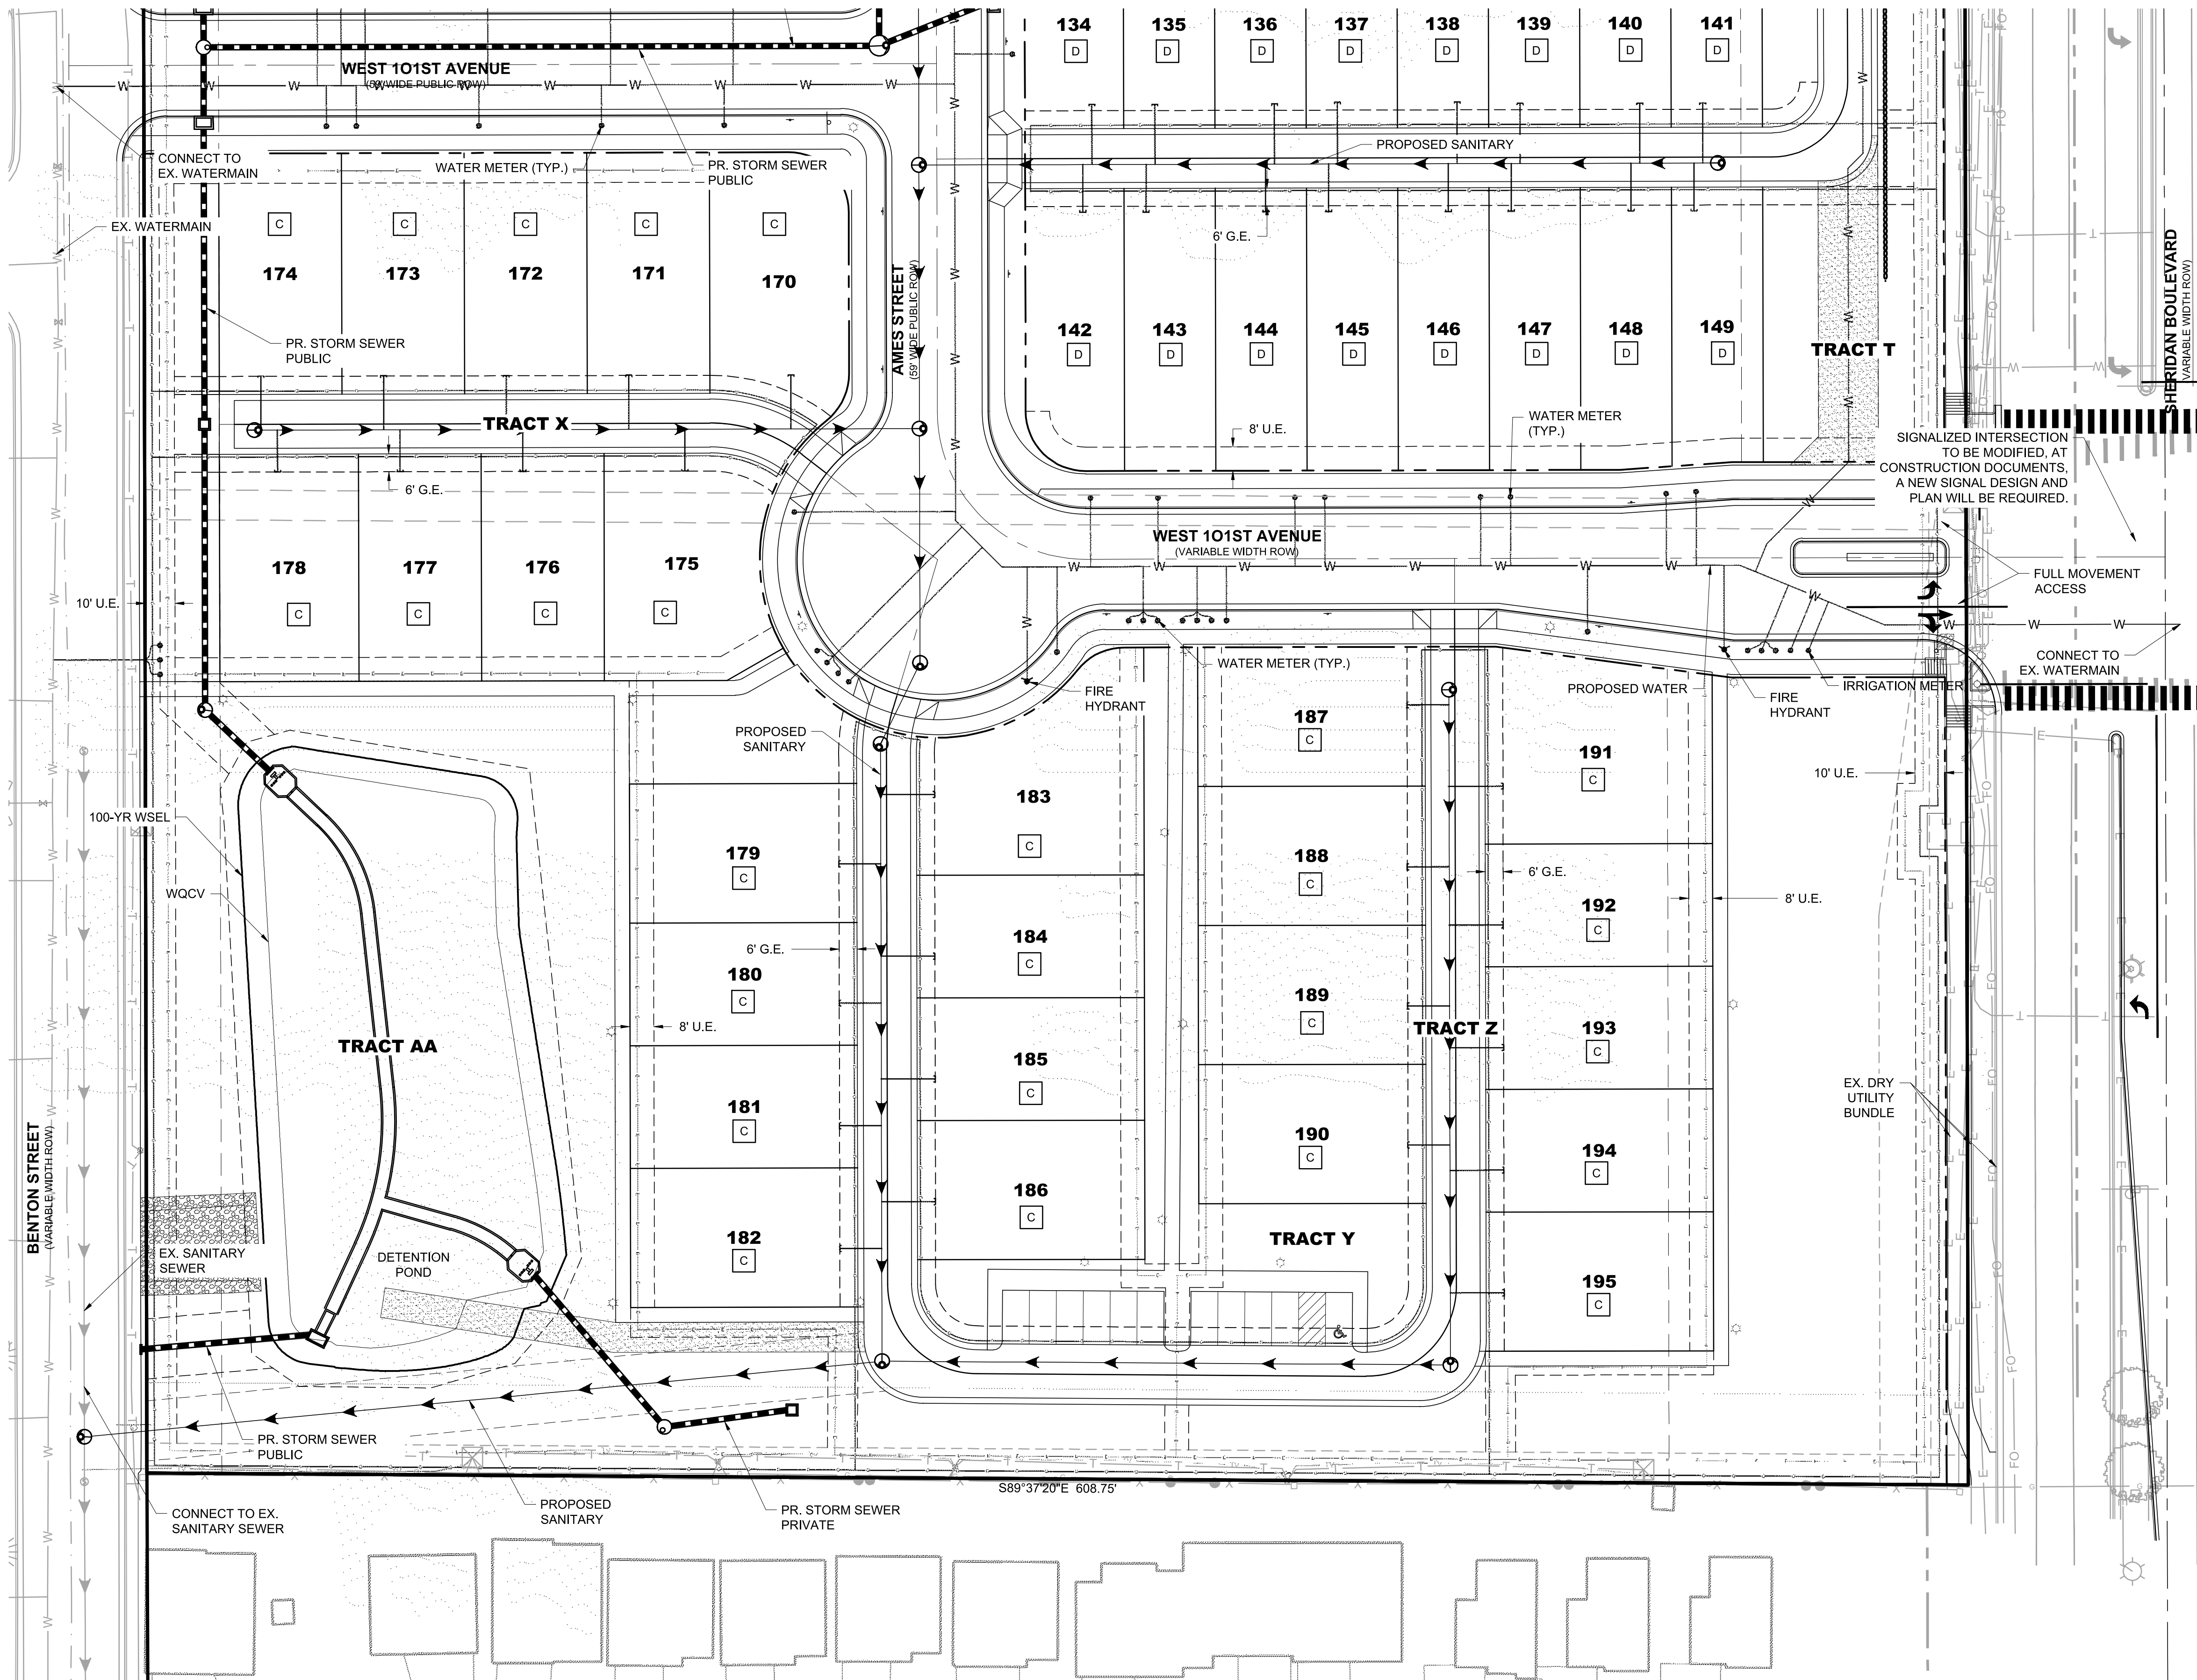 134 135 136 137 138 139 140 141
D D D D D D D D
WEST 1O1ST AVENUE
(59' WIDE PUBLIC ROW)
CONNECT TO
EX. WATERMAIN
WATER METER (TYP.)
PR. STORM SEWER
PUBLIC
PROPOSED SANITARY
EX. WATERMAIN
C C C C C
174 173 172 171 170
6' G.E.
AMES STREET
(59' WIDE PUBLIC ROW)
SHERIDAN BOULEVARD
(VARIABLE WIDTH ROW)
PR. STORM SEWER
PUBLIC
142 143 144 145 146 147 148 149
D D D D D D D D
TRACT T
TRACT X
8' U.E.
WATER METER
(TYP.)
SIGNALIZED INTERSECTION
TO BE MODIFIED, AT
CONSTRUCTION DOCUMENTS,
A NEW SIGNAL DESIGN AND
PLAN WILL BE REQUIRED.
6' G.E.
WEST 1O1ST AVENUE
(VARIABLE WIDTH ROW)
178 177 176 175
C C C C
10' U.E.
FULL MOVEMENT
ACCESS
WATER METER (TYP.)
CONNECT TO
EX. WATERMAIN
FIRE
HYDRANT
PROPOSED WATER
FIRE
HYDRANT
IRRIGATION METER
PROPOSED
SANITARY
187
C
191
C
10' U.E.
183
C
100-YR WSEL
179
C
188
C
6' G.E.
WQCV
192
C
8' U.E.
184
C
6' G.E.
180
C
189
C
8' U.E.
TRACT Z
193
C
TRACT AA
185
C
EX. DRY
UTILITY
BUNDLE
181
C
190
C
194
C
BENTON STREET
(VARIABLE WIDTH ROW)
186
C
182
C
TRACT Y
EX. SANITARY
SEWER
DETENTION
POND
195
C
PR. STORM SEWER
PUBLIC
S89°37'20"E 608.75'
CONNECT TO EX.
SANITARY SEWER
PROPOSED
SANITARY
PR. STORM SEWER
PRIVATE